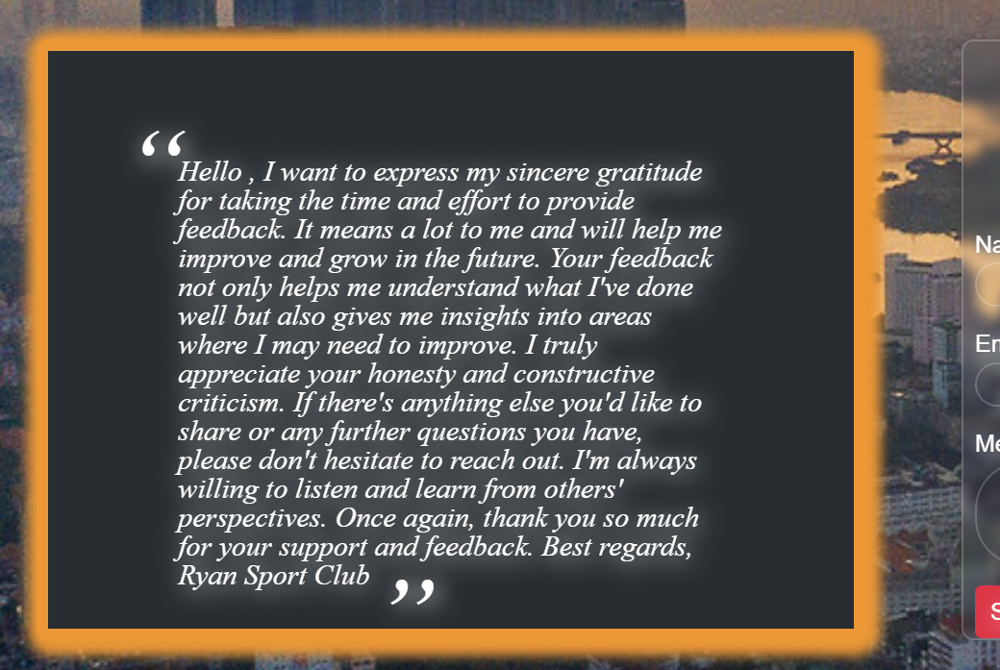 “
Hello , I want to express my sincere gratitude
for taking the time and effort to provide
feedback. It means a lot to me and will help me
improve and grow in the future. Your feedback
not only helps me understand what I've done
well but also gives me insights into areas
where I may need to improve. I truly
appreciate your honesty and constructive
criticism. If there's anything else you'd like to
share or any further questions you have,
please don't hesitate to reach out. I'm always
willing to listen and learn from others'
perspectives. Once again, thank you so much
for your support and feedback. Best regards,
Ryan Sport Club ”
Na
Em
Me
S